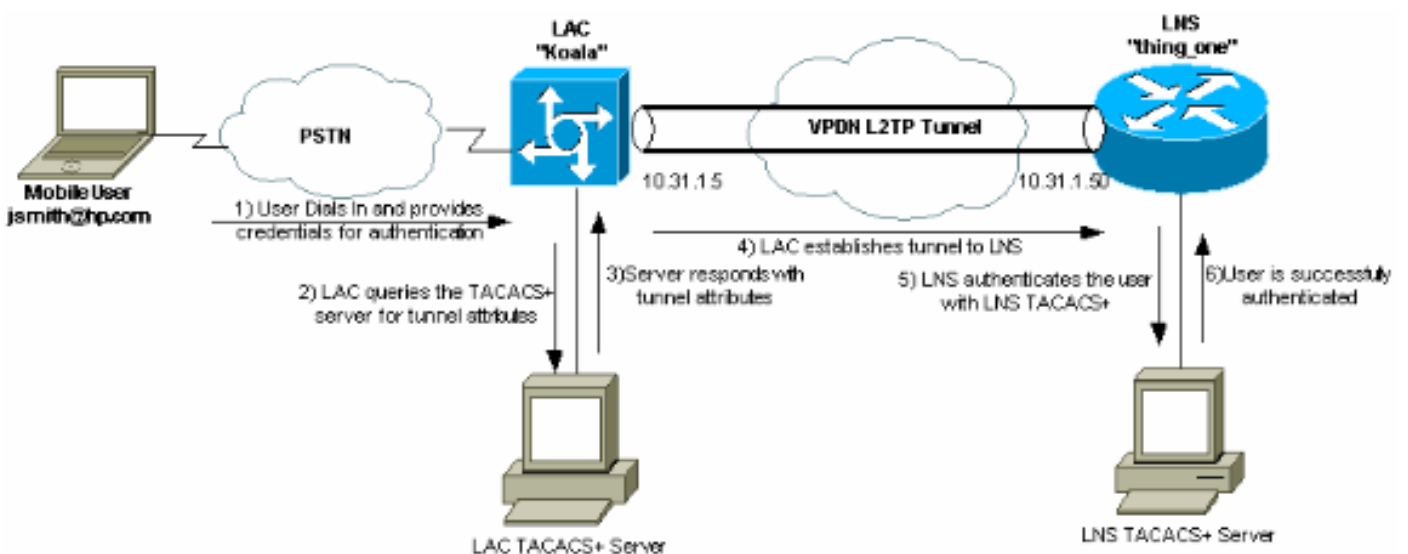 LAC
"Koala"
LNS
"thing_one"
PSTN
VPDN L2TP Tunnel
Mobile User
jsmith@hp.com
10.31.1.5
10.31.1.50
1) User Dials In and provides
credentials for authentication
2) LAC queries the TACACS+
server for tunnel attributes
3)Server responds with
tunnel attributes
4) LAC establishes tunnel to LNS
5) LNS authenticates the user
with LNS TACACS+
6)User is successfuly
authenticated
LAC TACACS+ Server
LNS TACACS+ Server